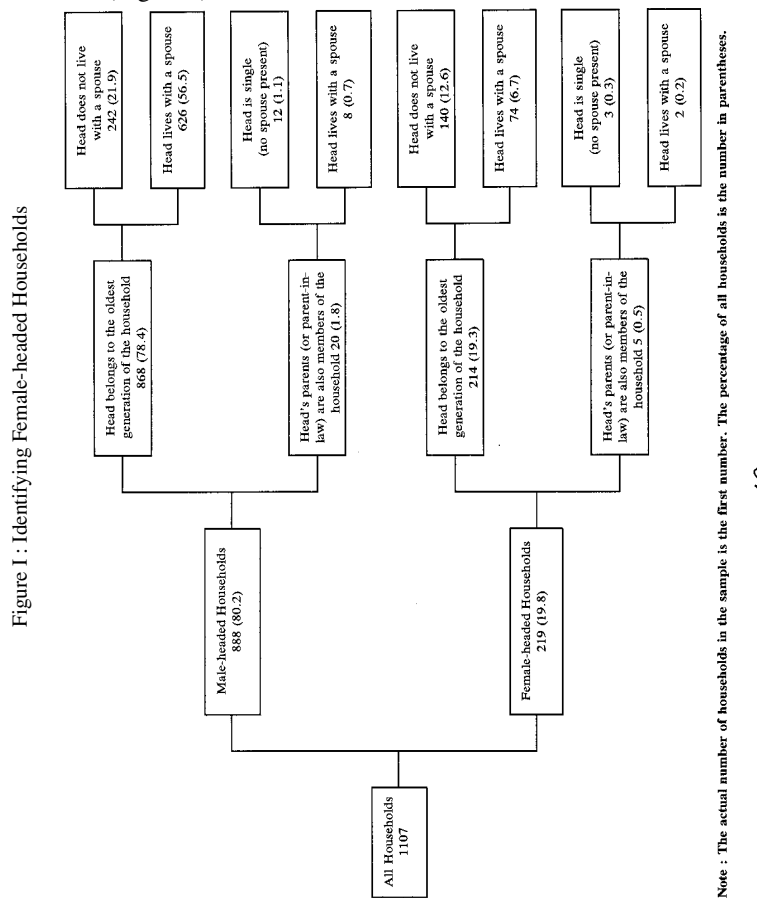 Figure I : Identifying Female-headed Households
All Households
1107
Male-headed Households
888 (80.2)
Female-headed Households
219 (19.8)
Head belongs to the oldest
generation of the household
868 (78.4)
Head's parents (or parent-in-
law) are also members of the
household 20 (1.8)
Head belongs to the oldest
generation of the household
214 (19.3)
Head's parents (or parent-in-
law) are also members of the
household 5 (0.5)
Head does not live
with a spouse
242 (21.9)
Head lives with a spouse
626 (56.5)
Head is single
(no spouse present)
12 (1.1)
Head lives with a spouse
8 (0.7)
Head does not live
with a spouse
140 (12.6)
Head lives with a spouse
74 (6.7)
Head is single
(no spouse present)
3 (0.3)
Head lives with a spouse
2 (0.2)
Note : The actual number of households in the sample is the first number. The percentage of all households is the number in parentheses.